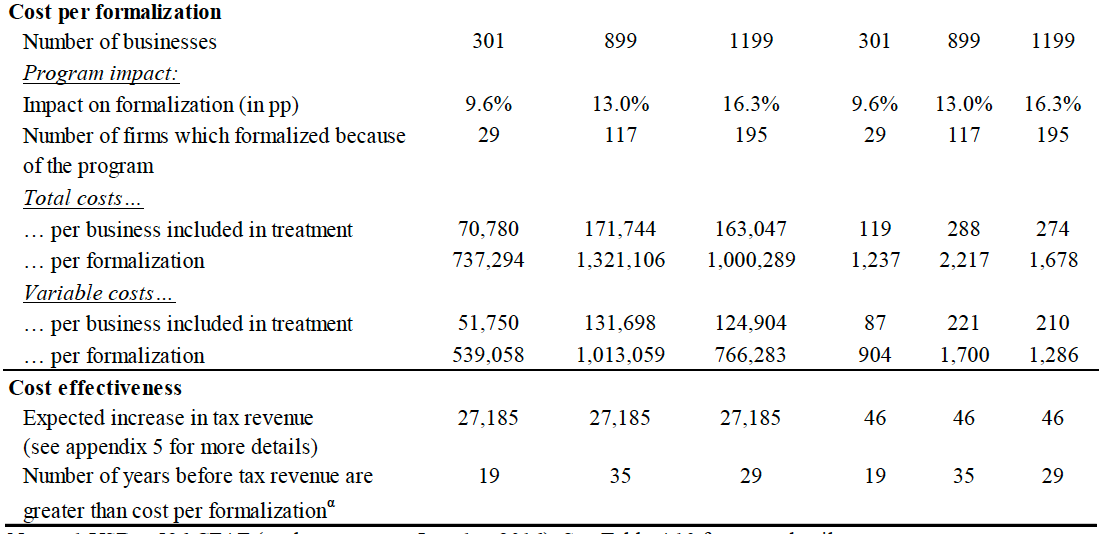 Cost per formalization
Number of businesses 301 899 1199 301 899 1199
Program impact:
Impact on formalization (in pp) 9.6% 13.0% 16.3% 9.6% 13.0% 16.3%
Number of firms which formalized because 29 117 195 29 117 195
of the program
Total costs…
… per business included in treatment 70,780 171,744 163,047 119 288 274
… per formalization 737,294 1,321,106 1,000,289 1,237 2,217 1,678
Variable costs…
… per business included in treatment 51,750 131,698 124,904 87 221 210
… per formalization 539,058 1,013,059 766,283 904 1,700 1,286
Cost effectiveness
Expected increase in tax revenue 27,185 27,185 27,185 46 46 46
(see appendix 5 for more details)
Number of years before tax revenue are 19 35 29 19 35 29
greater than cost per formalizationα